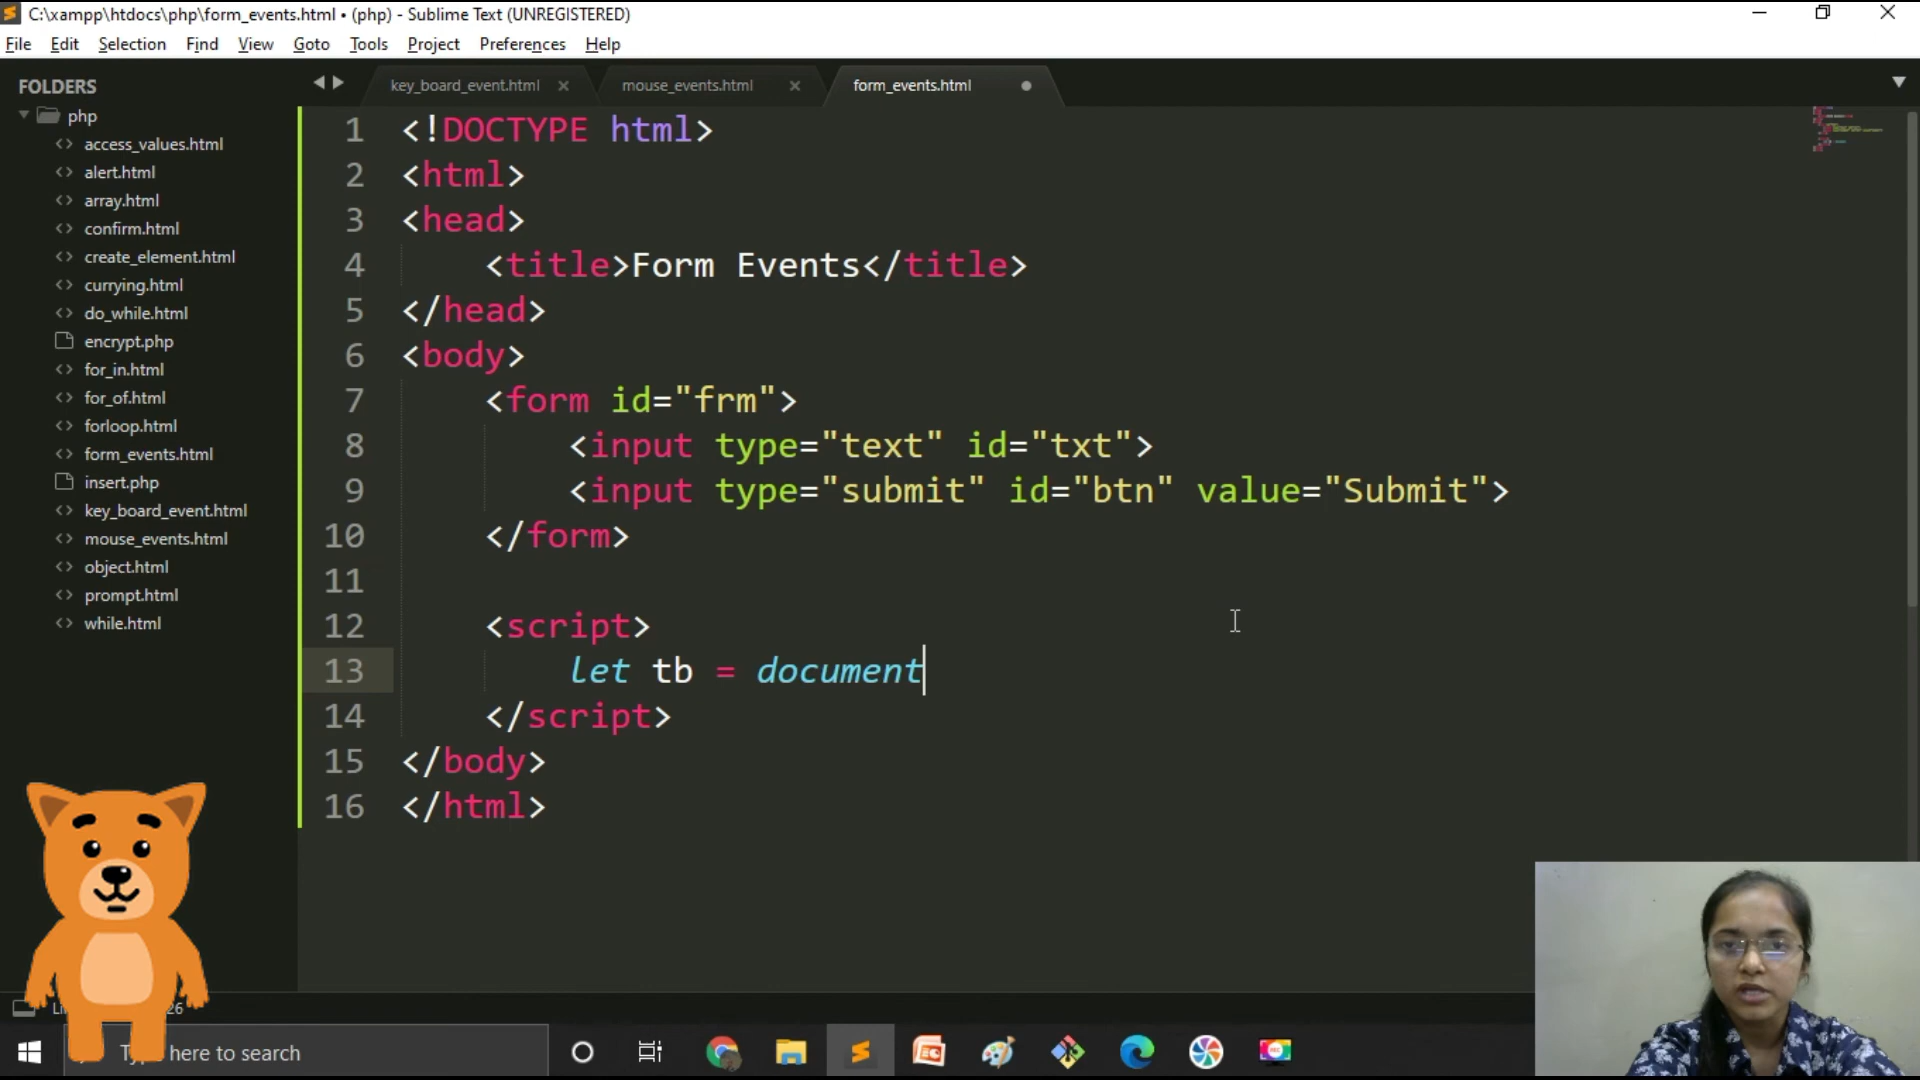 C:\xampp\htdocs\php\form_events.html • (php) - Sublime Text (UNREGISTERED)
File Edit Selection Find View Goto Tools Project Preferences Help
FOLDERS
php
access_values.html
alert.html
array.html
confirm.html
create_element.html
currying.html
do_while.html
encrypt.php
for_in.html
for_of.html
forloop.html
form_events.html
insert.php
key_board_event.html
mouse_events.html
object.html
prompt.html
while.html
key_board_event.html mouse_events.html form_events.html
1 <!DOCTYPE html>
2 <html>
3 <head>
4 <title>Form Events</title>
5 </head>
6 <body>
7 <form id="frm">
8 <input type="text" id="txt">
9 <input type="submit" id="btn" value="Submit">
10 </form>
11
12 <script>
13 let tb = document
14 </script>
15 </body>
16 </html>
26
here to search